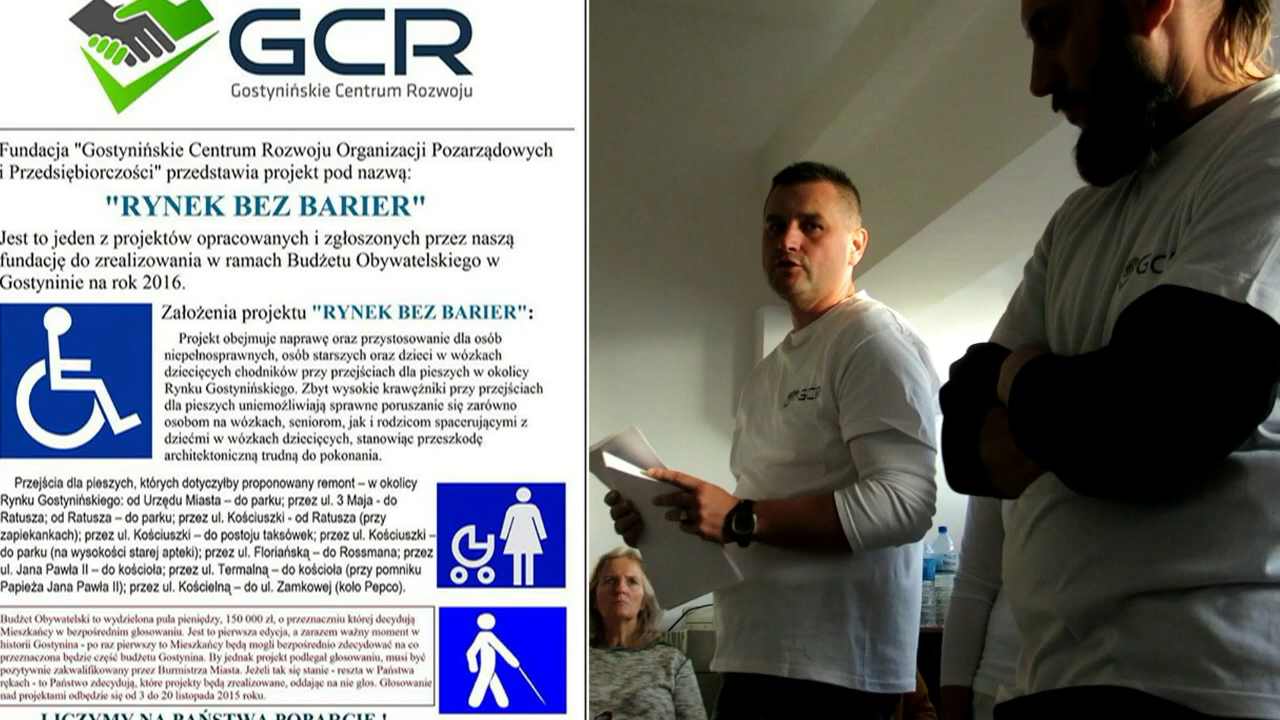 GCR
Gostynińskie Centrum Rozwoju
Fundacja "Gostynińskie Centrum Rozwoju Organizacji Pozarządowych
i Przedsiębiorczości" przedstawia projekt pod nazwą:
"RYNEK BEZ BARIER"
Jest to jeden z projektów opracowanych i zgłoszonych przez naszą
fundację do zrealizowania w ramach Budżetu Obywatelskiego w
Gostyninie na rok 2016.
Założenia projektu "RYNEK BEZ BARIER":
Projekt obejmuje naprawę oraz przystosowanie dla osób
niepełnosprawnych, osób starszych oraz dzieci w wózkach
dziecięcych chodników przy przejściach dla pieszych w okolicy
Rynku Gostynińskiego. Zbyt wysokie krawężniki przy przejściach
dla pieszych uniemożliwiają sprawne poruszanie się zarówno
osobom na wózkach, seniorom, jak i rodzicom spacerującymi z
dziećmi w wózkach dziecięcych, stanowiąc przeszkodę
architektoniczną trudną do pokonania.
Przejścia dla pieszych, których dotyczyłby proponowany remont – w okolicy
Rynku Gostynińskiego: od Urzędu Miasta – do parku; przez ul. 3 Maja - do
Ratusza; od Ratusza – do parku; przez ul. Kościuszki - od Ratusza (przy
zapiekankach); przez ul. Kościuszki – do postoju taksówek; przez ul. Kościuszki –
do parku (na wysokości starej apteki); przez ul. Floriańską – do Rossmana; przez
ul. Jana Pawła II – do kościoła; przez ul. Termalną – do kościoła (przy pomniku
Papieża Jana Pawła II); przez ul. Kościelną – do ul. Zamkowej (koło Pepco).
Budżet Obywatelski to wydzielona pula pieniędzy, 150 000 zł, o przeznaczniu której decydują
Mieszkańcy w bezpośrednim głosowaniu. Jest to pierwsza edycja, a zarazem ważny moment w
historii Gostynina - po raz pierwszy to Mieszkańcy będą mogli bezpośrednio zdecydować na co
przeznaczona będzie część budżetu Gostynina. By jednak projekt podlegał głosowaniu, musi być
pozytywnie zakwalifikowany przez Burmistrza Miasta. Jeżeli tak się stanie - reszta w Państwa
rękach - to Państwo zdecydują, które projekty będą zrealizowane, oddając na nie głos. Głosowanie
nad projektami odbędzie się od 3 do 20 listopada 2015 roku.
LICZYMY NA PAŃSTWA POPARCIE !
GCR
GC